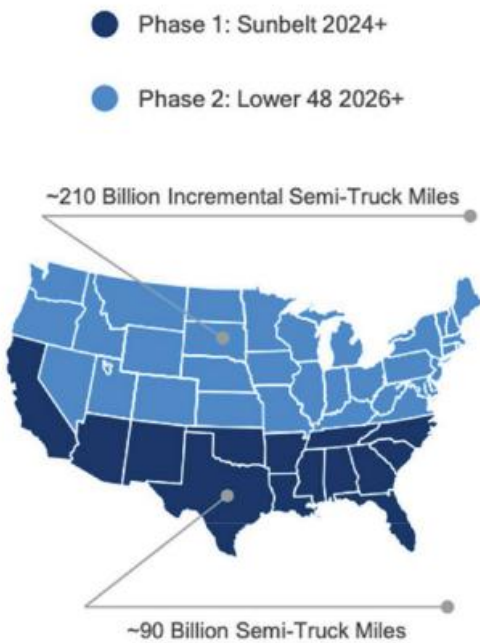 Phase 1: Sunbelt 2024+
Phase 2: Lower 48 2026+
~210 Billion Incremental Semi-Truck Miles
~90 Billion Semi-Truck Miles